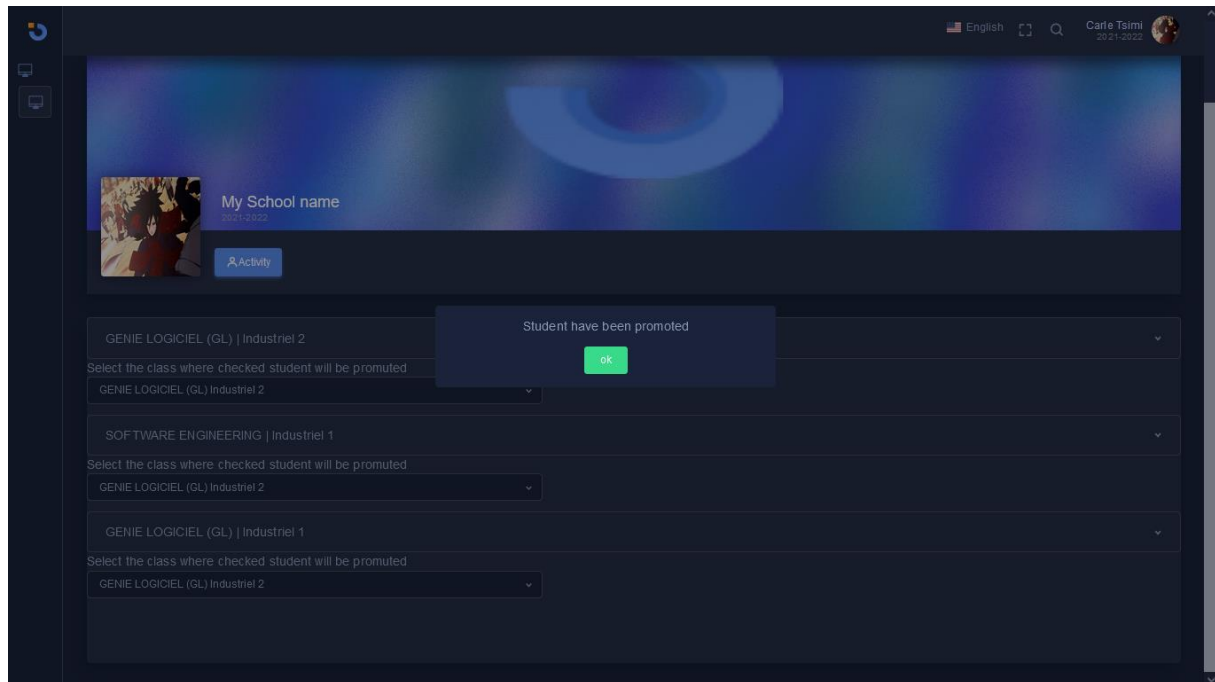 English
Carle Tsimi
2021-2022
My School name
2021-2022
Activity
Student have been promoted
ok
GENIE LOGICIEL (GL) | Industriel 2
Select the class where checked student will be promuted
GENIE LOGICIEL (GL) Industriel 2
SOFTWARE ENGINEERING | Industriel 1
Select the class where checked student will be promuted
GENIE LOGICIEL (GL) Industriel 2
GENIE LOGICIEL (GL) | Industriel 1
Select the class where checked student will be promuted
GENIE LOGICIEL (GL) Industriel 2